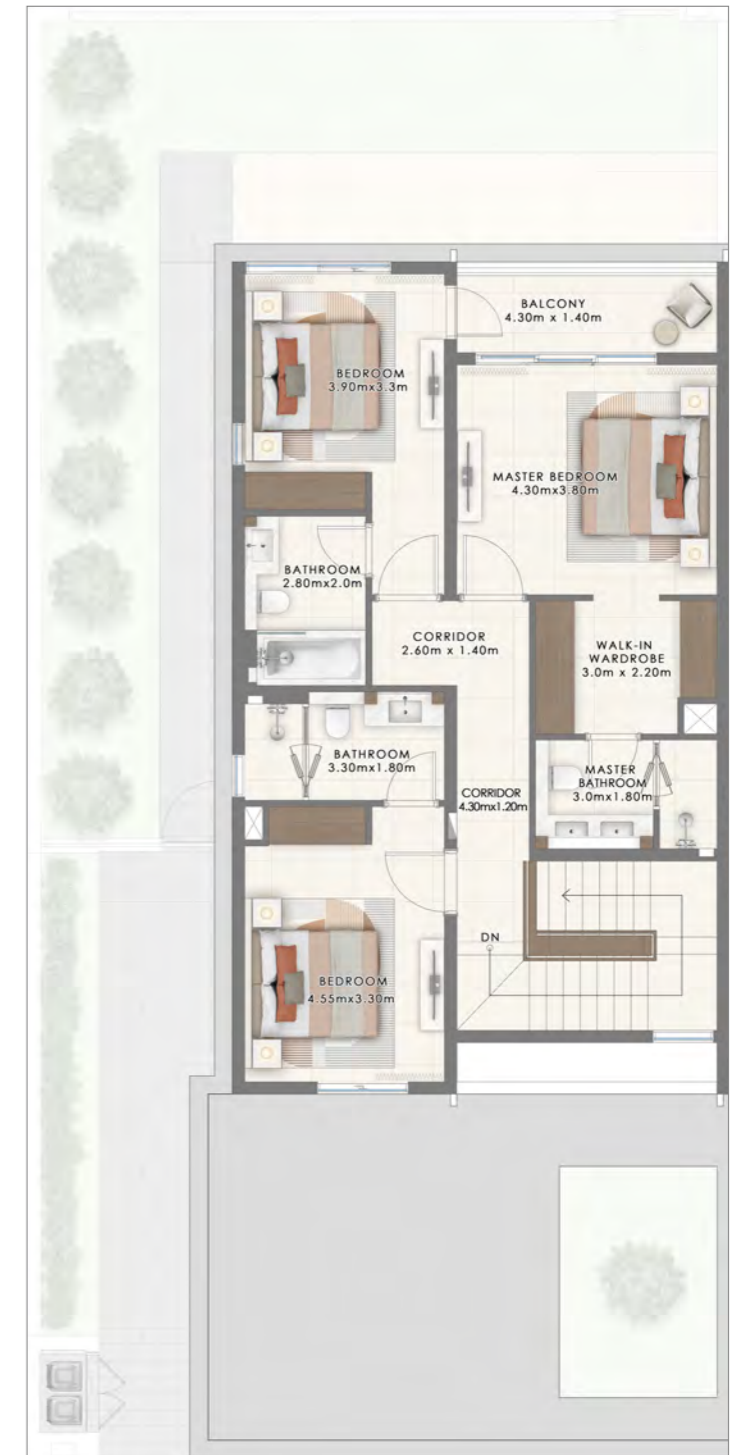 BALCONY
4.30m x 1.40m
BEDROOM
3.90mx3.3m
MASTER BEDROOM
4.30mx3.80m
BATHROOM
2.80mx2.0m
CORRIDOR
2.60m x 1.40m
WALK-IN
WARDROBE
3.0m x 2.20m
BATHROOM
3.30mx1.80m
MASTER
BATHROOM
3.0mx1.80m
CORRIDOR
4.30mx1.20m
DN
BEDROOM
4.55mx3.30m